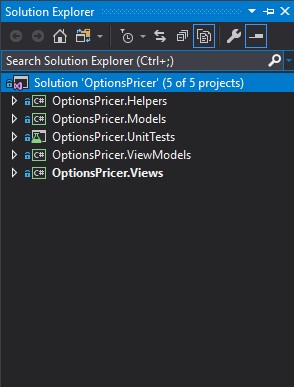 Solution Explorer
Search Solution Explorer (Ctrl+;)
Solution 'OptionsPricer' (5 of 5 projects)
C# OptionsPricer.Helpers
C# OptionsPricer.Models
OptionsPricer.UnitTests
C# OptionsPricer.ViewModels
C# OptionsPricer.Views